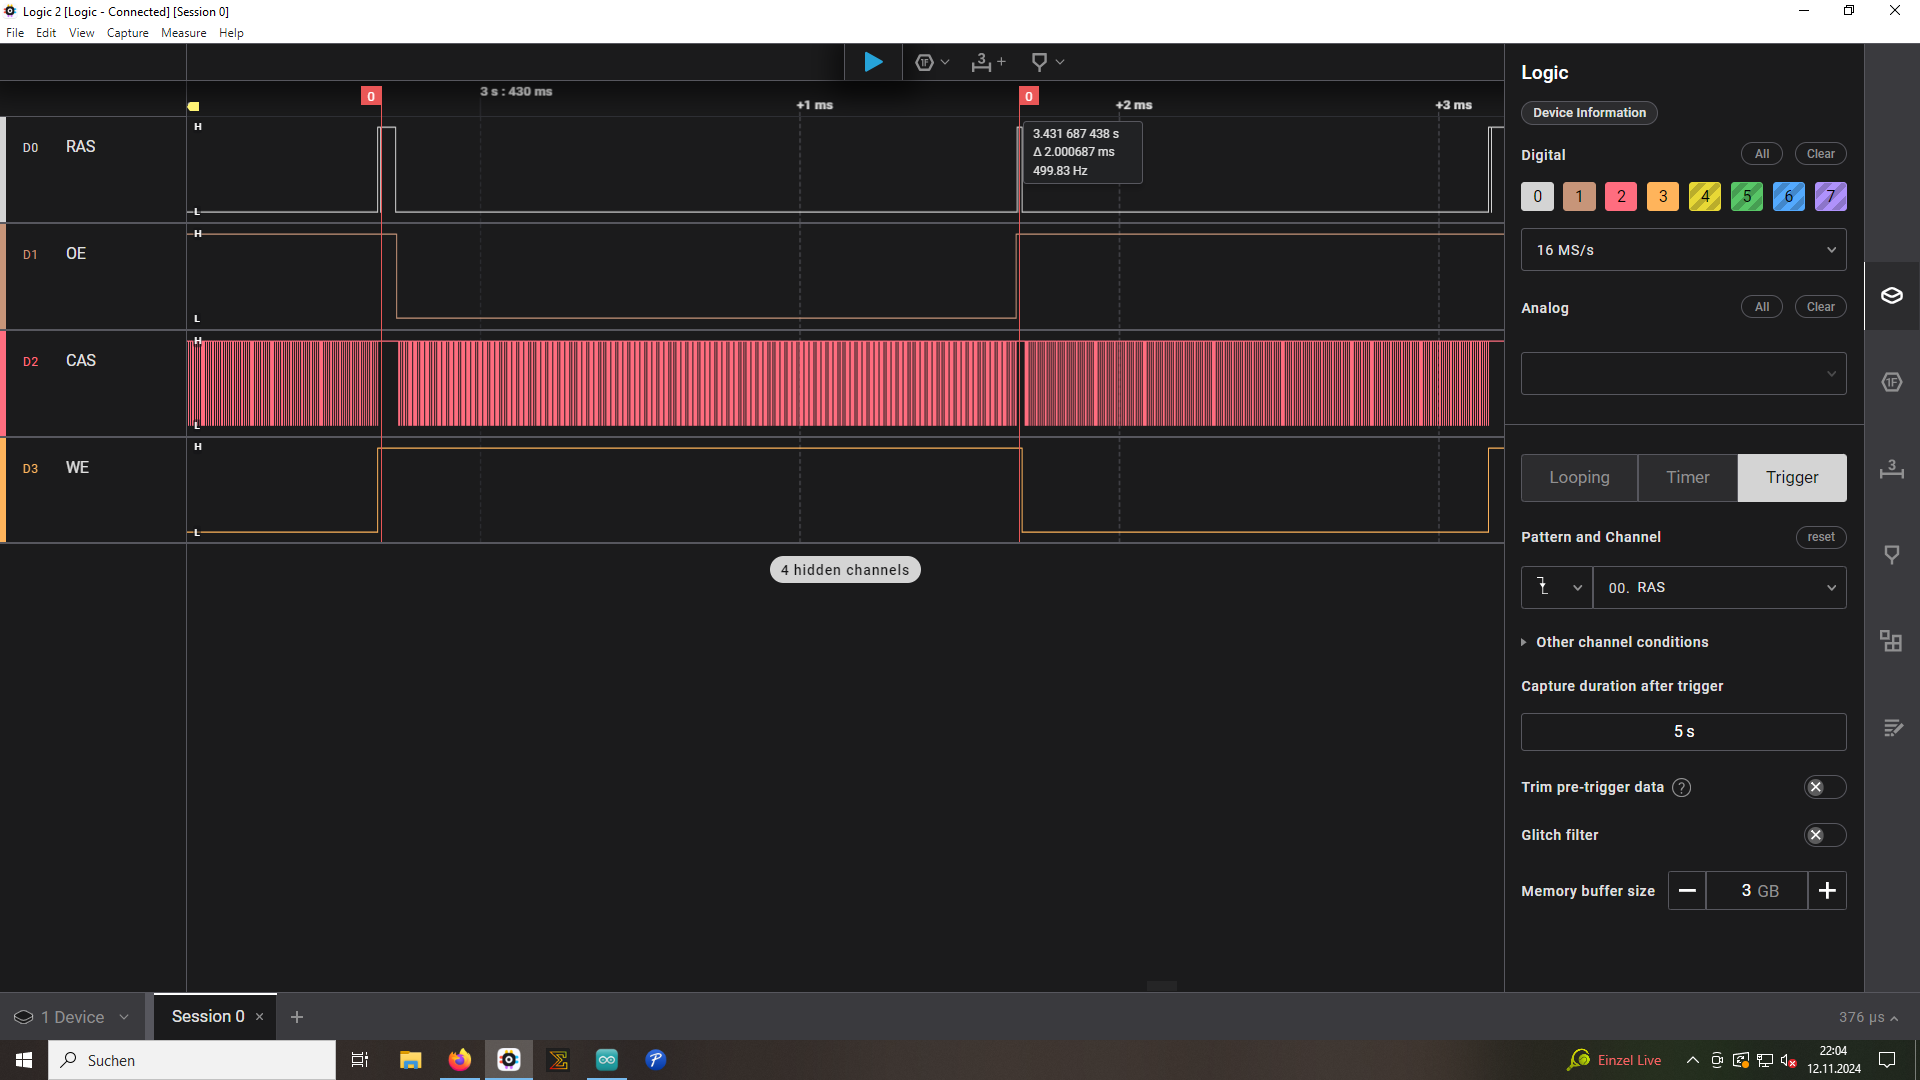 Logic 2 [Logic - Connected] [Session 0]
File Edit View Capture Measure Help
1F 3 +
0 3 s : 430 ms +1 ms 0 +2 ms +3 ms
3.431 687 438 s
Δ 2.000687 ms
499.83 Hz
H
D0 RAS
L
H
D1 OE
L
H
D2 CAS
L
H
D3 WE
L
4 hidden channels
Logic
Device Information
Digital All Clear
0 1 2 3 4 5 6 7
16 MS/s
Analog All Clear
Looping Timer Trigger
Pattern and Channel reset
00. RAS
Other channel conditions
Capture duration after trigger
5 s
Trim pre-trigger data ?
Glitch filter
Memory buffer size 3 GB
1F
3
1 Device Session 0 × + 376 µs
Suchen Einzel Live 22:04
12.11.2024